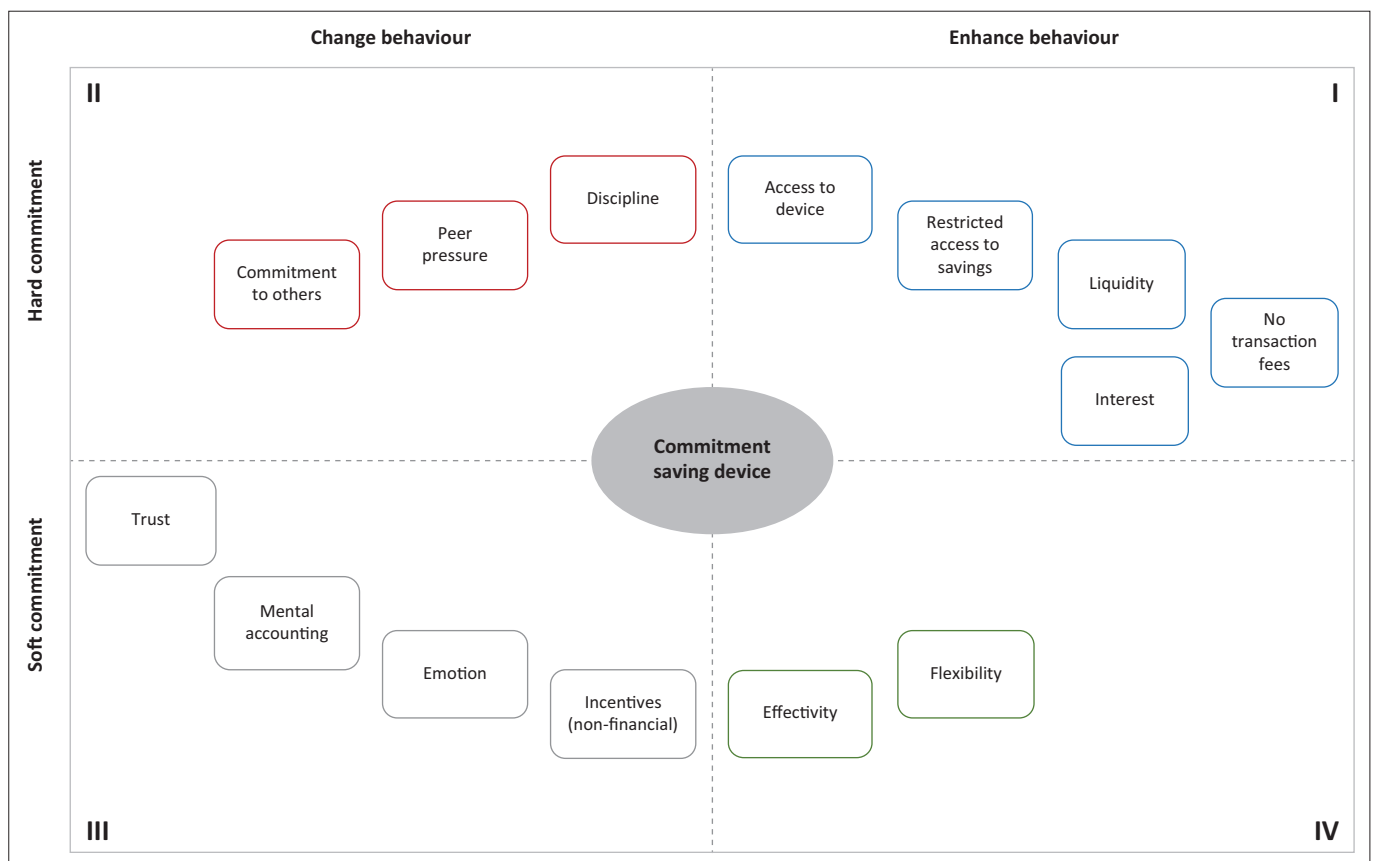 Change behaviour
Enhance behaviour
II
I
Hard commitment
Discipline
Peer
pressure
Commitment
to others
Access to
device
Restricted
access to
savings
Liquidity
No
transaction
fees
Interest
Commitment
saving device
Soft commitment
Trust
Mental
accounting
Emotion
Incentives
(non-financial)
Effectivity
Flexibility
III
IV